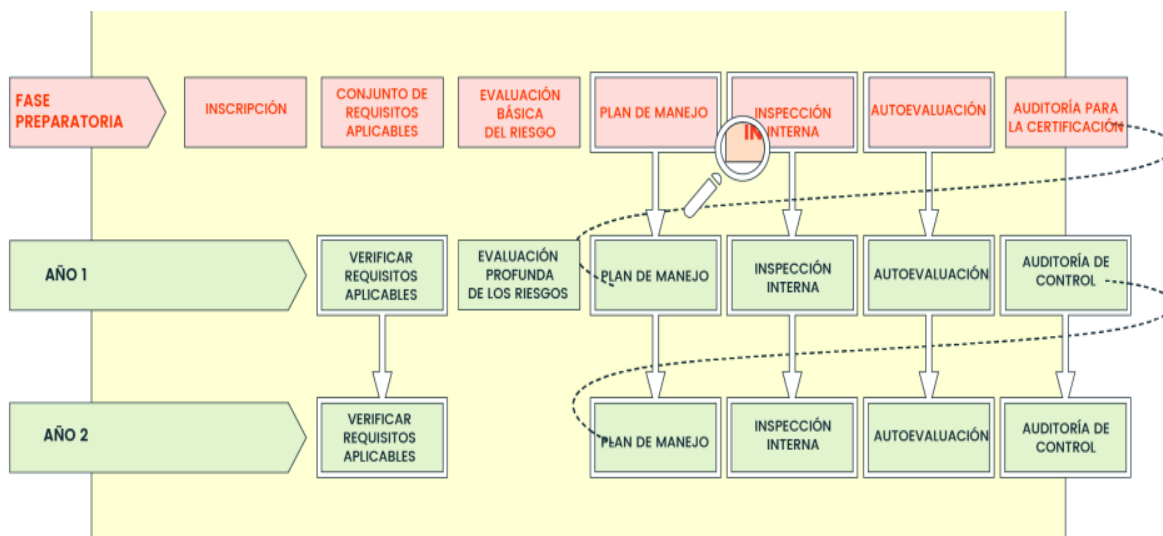 FASE
PREPARATORIA
INSCRIPCIÓN
CONJUNTO DE
REQUISITOS
APLICABLES
EVALUACIÓN
BÁSICA
DEL RIESGO
PLAN DE MANEJO
INSPECCIÓN
INTERNA
IN
AUTOEVALUACIÓN
AUDITORÍA PARA
LA CERTIFICACIÓN
AÑO 1
VERIFICAR
REQUISITOS
APLICABLES
EVALUACIÓN
PROFUNDA
DE LOS RIESGOS
PLAN DE MANEJO
INSPECCIÓN
INTERNA
AUTOEVALUACIÓN
AUDITORÍA DE
CONTROL
AÑO 2
VERIFICAR
REQUISITOS
APLICABLES
PLAN DE MANEJO
INSPECCIÓN
INTERNA
AUTOEVALUACIÓN
AUDITORÍA DE
CONTROL